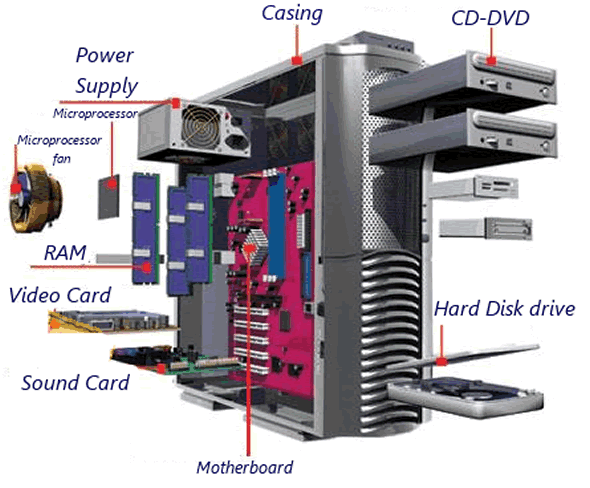 Casing
CD-DVD
Power
Supply
Microprocessor
Microprocessor
fan
RAM
Video Card
Hard Disk drive
Sound Card
Motherboard